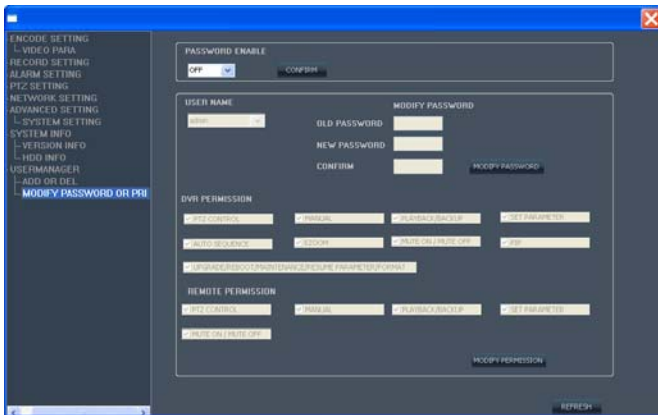 ENCODE SETTING
VIDEO PARA
RECORD SETTING
ALARM SETTING
PTZ SETTING
NETWORK SETTING
ADVANCED SETTING
SYSTEM SETTING
SYSTEM INFO
VERSION INFO
HDD INFO
USERMANAGER
ADD OR DEL
MODIFY PASSWORD OR PRI
PASSWORD ENABLE
OFF CONFIRM
USER NAME MODIFY PASSWORD
admin OLD PASSWORD
NEW PASSWORD
CONFIRM MODIFY PASSWORD
DVR PERMISSION
PTZ CONTROL MANUAL PLAYBACK/BACKUP SET PARAMETER
AUTO SEQUENCE EZOOM MUTE ON / MUTE OFF PIP
UPGRADE/REBOOT/MAINTENANCE/RESUME PARAMETER/FORMAT
REMOTE PERMISSION
PTZ CONTROL MANUAL PLAYBACK/BACKUP SET PARAMETER
MUTE ON / MUTE OFF
MODIFY PERMISSION
REFRESH